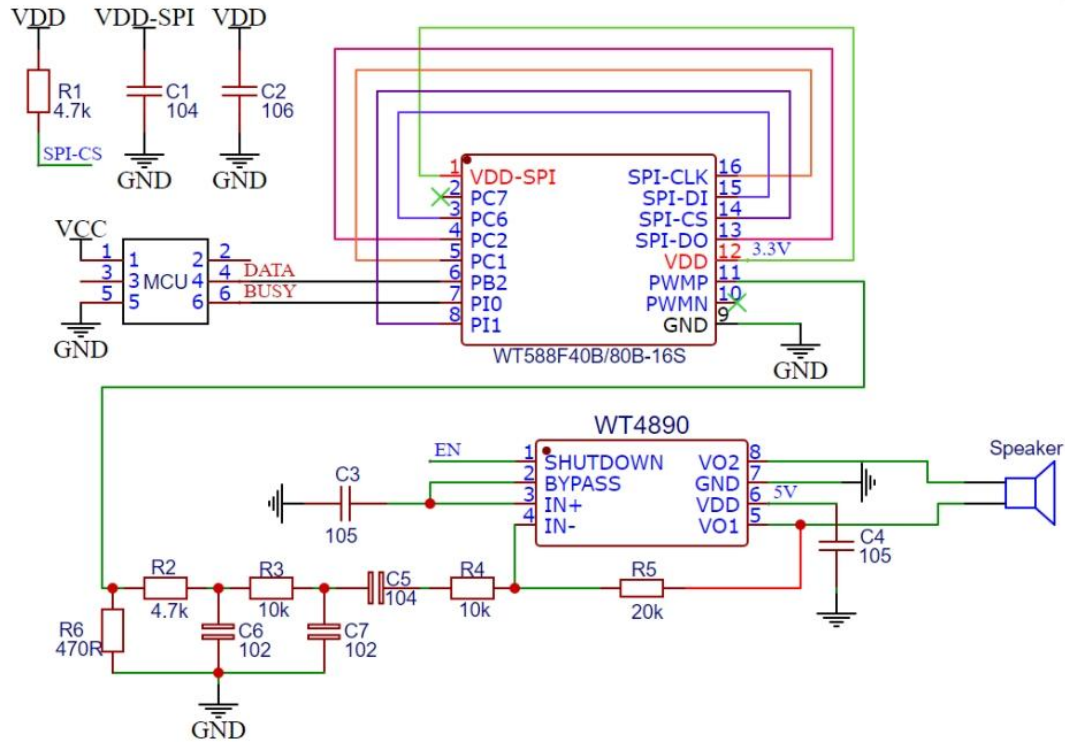 VDD
VDD-SPI
VDD
R1
4.7k
C1
104
C2
106
SPI-CS
GND
GND
VCC
1
3
5
1
3
5
MCU
2
4
6
2
4
6
DATA
BUSY
GND
1
2
3
4
5
6
7
8
VDD-SPI
PC7
PC6
PC2
PC1
PB2
PI0
PI1
SPI-CLK
SPI-DI
SPI-CS
SPI-DO
VDD
PWMP
PWMN
GND
16
15
14
13
12
11
10
9
3.3V
WT588F40B/80B-16S
GND
WT4890
EN
1
2
3
4
SHUTDOWN
BYPASS
IN+
IN-
VO2
GND
VDD
VO1
8
7
6
5
5V
Speaker
C3
105
C4
105
R2
4.7k
R3
10k
C5
104
R4
10k
R5
20k
R6
470R
C6
102
C7
102
GND